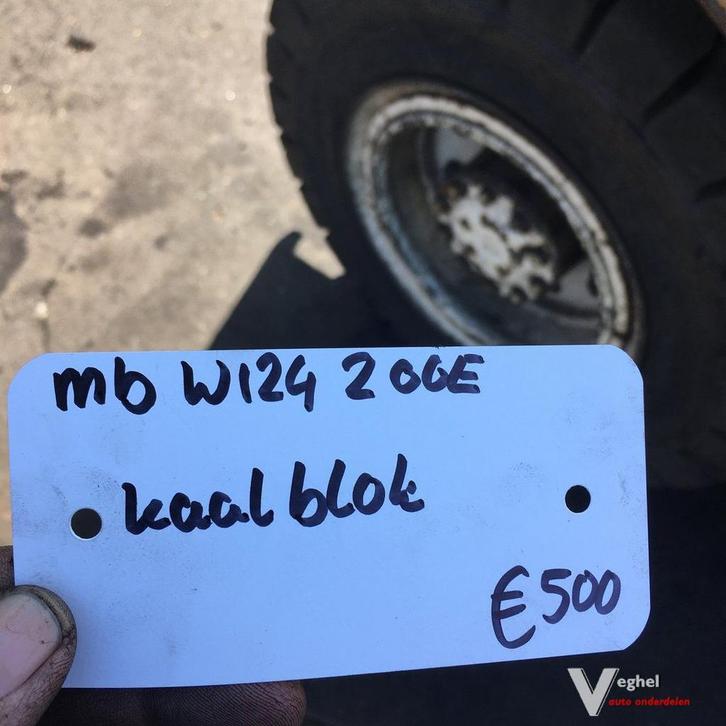 mb W124 200E
kaal blok
€500
Veghel
auto onderdelen